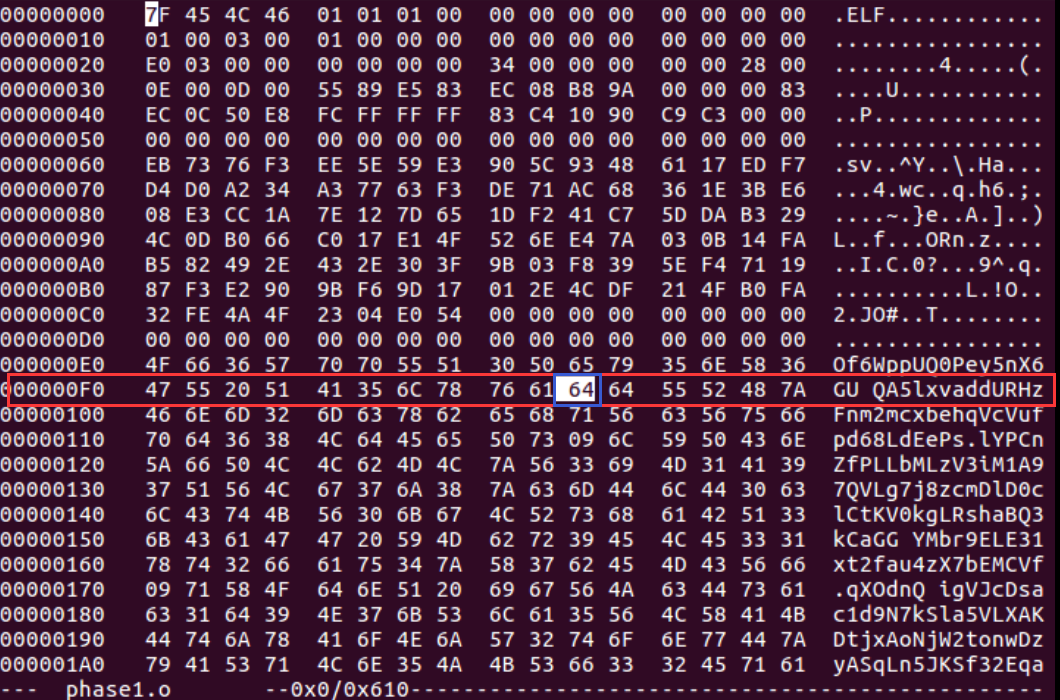 00000000 7F 45 4C 46 01 01 01 00 00 00 00 00 00 00 00 00 .ELF............
00000010 01 00 03 00 01 00 00 00 00 00 00 00 00 00 00 00 ................
00000020 E0 03 00 00 00 00 00 00 34 00 00 00 00 00 28 00 ........4.....(.
00000030 0E 00 0D 00 55 89 E5 83 EC 08 B8 9A 00 00 00 83 ....U...........
00000040 EC 0C 50 E8 FC FF FF FF 83 C4 10 90 C9 C3 00 00 ..P.............
00000050 00 00 00 00 00 00 00 00 00 00 00 00 00 00 00 00 ................
00000060 EB 73 76 F3 EE 5E 59 E3 90 5C 93 48 61 17 ED F7 .sv..^Y..\.Ha...
00000070 D4 D0 A2 34 A3 77 63 F3 DE 71 AC 68 36 1E 3B E6 ...4.wc..q.h6.;.
00000080 08 E3 CC 1A 7E 12 7D 65 1D F2 41 C7 5D DA B3 29 ....~.}e..A.]..)
00000090 4C 0D B0 66 C0 17 E1 4F 52 6E E4 7A 03 0B 14 FA L..f...ORn.z....
000000A0 B5 82 49 2E 43 2E 30 3F 9B 03 F8 39 5E F4 71 19 ..I.C.0?...9^.q.
000000B0 87 F3 E2 90 9B F6 9D 17 01 2E 4C DF 21 4F B0 FA ..........L.!O..
000000C0 32 FE 4A 4F 23 04 E0 54 00 00 00 00 00 00 00 00 2.JO#..T........
000000D0 00 00 00 00 00 00 00 00 00 00 00 00 00 00 00 00 ................
000000E0 4F 66 36 57 70 70 55 51 30 50 65 79 35 6E 58 36 Of6WppUQ0Pey5nX6
000000F0 47 55 20 51 41 35 6C 78 76 61 64 64 55 52 48 7A GU QA5lxvaddURHz
00000100 46 6E 6D 32 6D 63 78 62 65 68 71 56 63 56 75 66 Fnm2mcxbehqVcVuf
00000110 70 64 36 38 4C 64 45 65 50 73 09 6C 59 50 43 6E pd68LdEePs.lYPCn
00000120 5A 66 50 4C 4C 62 4D 4C 7A 56 33 69 4D 31 41 39 ZfPLLbMLzV3iM1A9
00000130 37 51 56 4C 67 37 6A 38 7A 63 6D 44 6C 44 30 63 7QVLg7j8zcmDlD0c
00000140 6C 43 74 4B 56 30 6B 67 4C 52 73 68 61 42 51 33 lCtKV0kgLRshaBQ3
00000150 6B 43 61 47 47 20 59 4D 62 72 39 45 4C 45 33 31 kCaGG YMbr9ELE31
00000160 78 74 32 66 61 75 34 7A 58 37 62 45 4D 43 56 66 xt2fau4zX7bEMCVf
00000170 09 71 58 4F 64 6E 51 20 69 67 56 4A 63 44 73 61 .qXOdnQ igVJcDsa
00000180 63 31 64 39 4E 37 6B 53 6C 61 35 56 4C 58 41 4B c1d9N7kSla5VLXAK
00000190 44 74 6A 78 41 6F 4E 6A 57 32 74 6F 6E 77 44 7A DtjxAoNjW2tonwDz
000001A0 79 41 53 71 4C 6E 35 4A 4B 53 66 33 32 45 71 61 yASqLn5JKSf32Eqa
--- phase1.o --0x0/0x610-----------------------------------------------